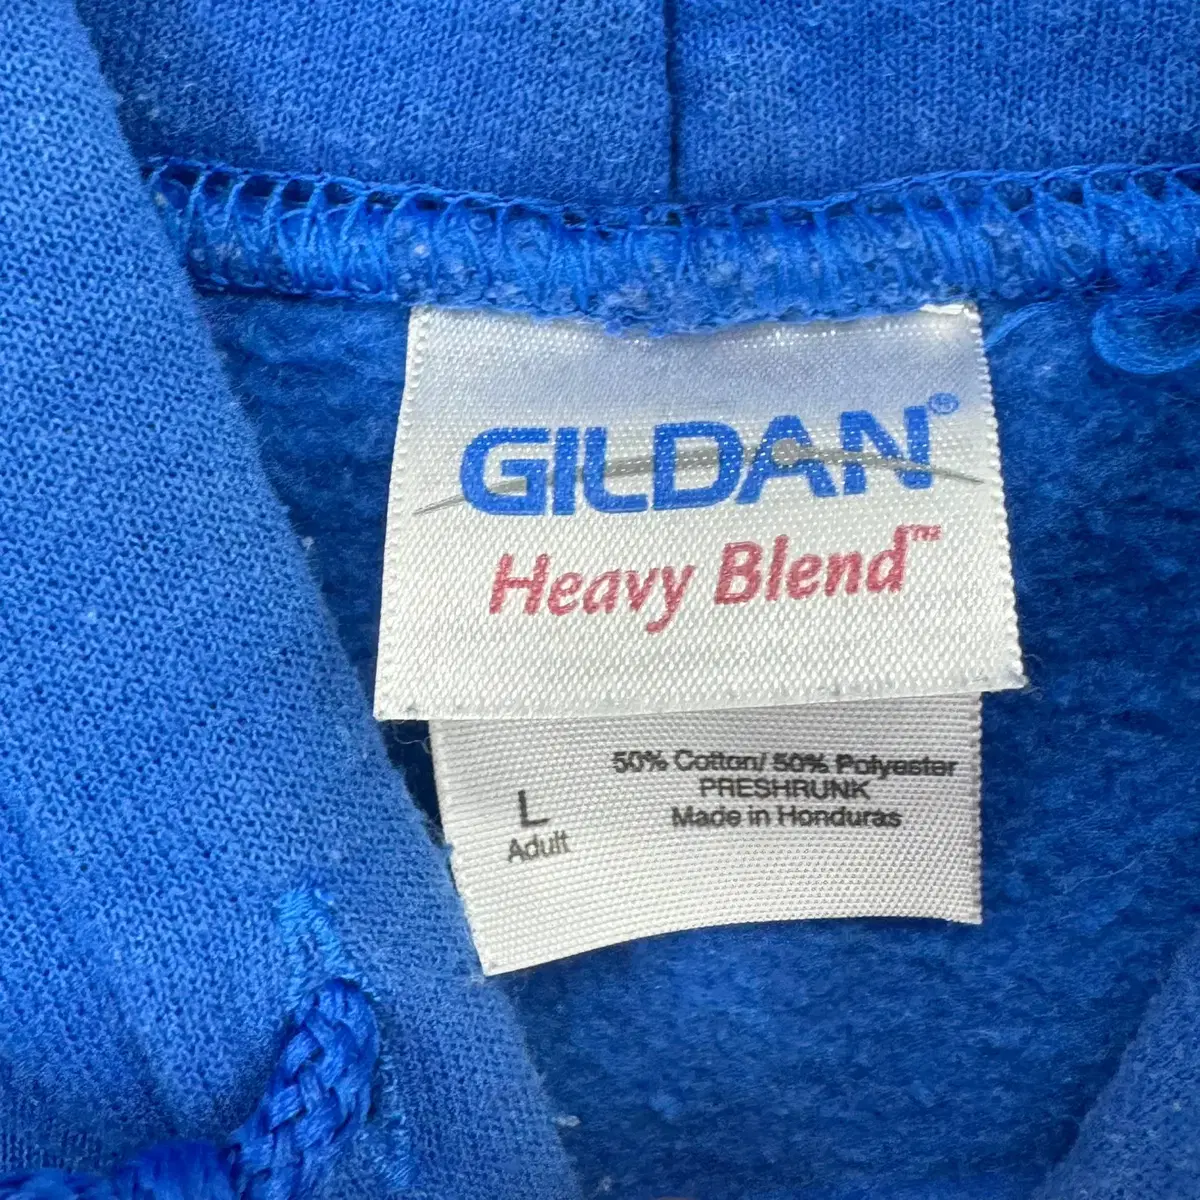 GILDAN®
Heavy Blend™
50% Cotton/ 50% Polyester
PRESHRUNK
Made in Honduras
L
Adult